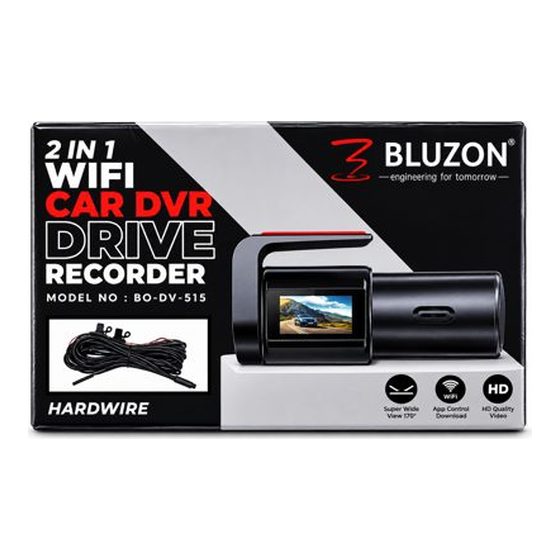 2 IN 1
WIFI
CAR DVR
DRIVE
RECORDER
MODEL NO : BO-DV-515
HARDWIRE
BLUZON®
engineering for tomorrow
Super Wide
View 170°
WiFi
App Control
Download
HD
HD Quality
Video